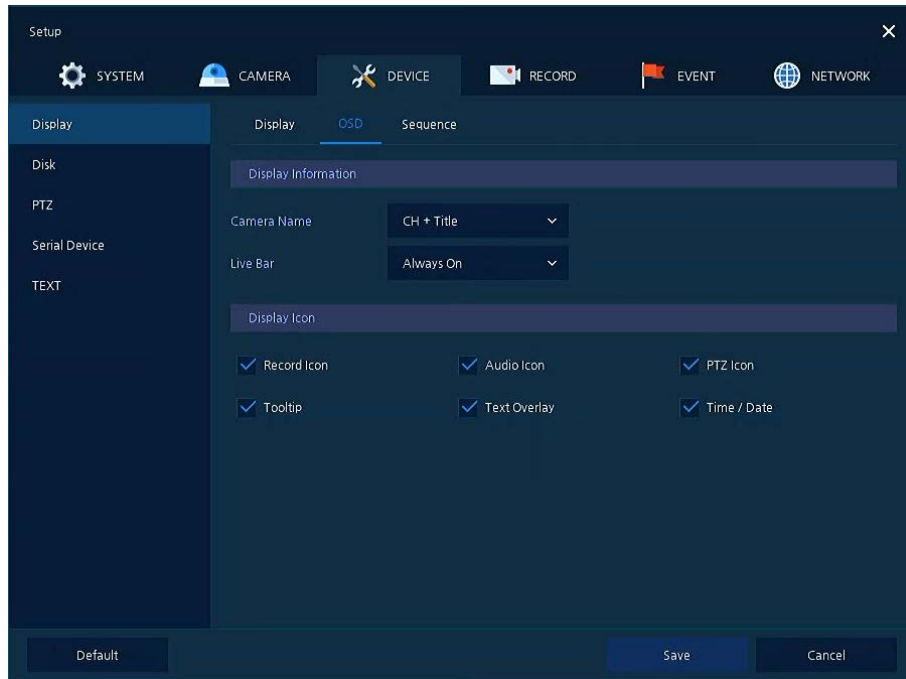 Setup
SYSTEM CAMERA DEVICE RECORD EVENT NETWORK
Display
Disk
PTZ
Serial Device
TEXT
Display OSD Sequence
Display Information
Camera Name CH + Title
Live Bar Always On
Display Icon
Record Icon Audio Icon PTZ Icon
Tooltip Text Overlay Time / Date
Default Save Cancel